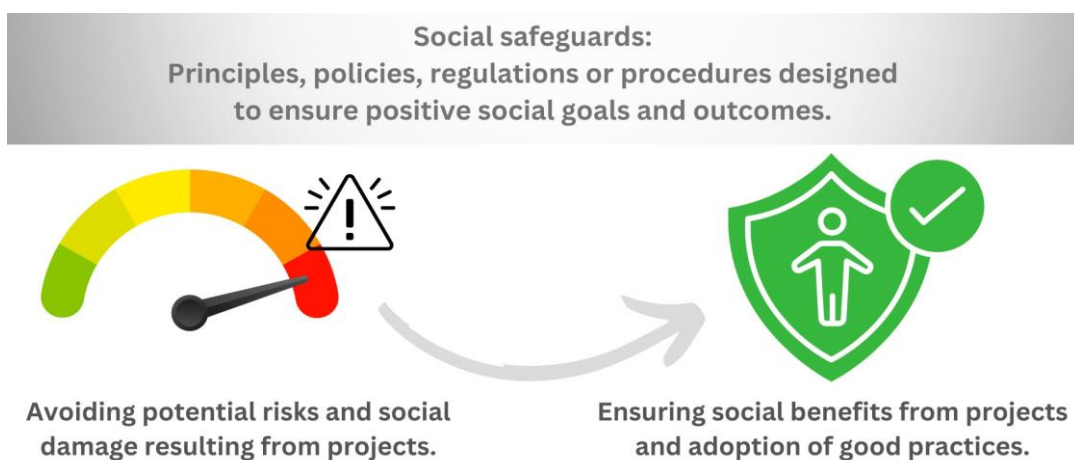 Social safeguards:
Principles, policies, regulations or procedures designed
to ensure positive social goals and outcomes.
!
Avoiding potential risks and social
damage resulting from projects.
Ensuring social benefits from projects
and adoption of good practices.